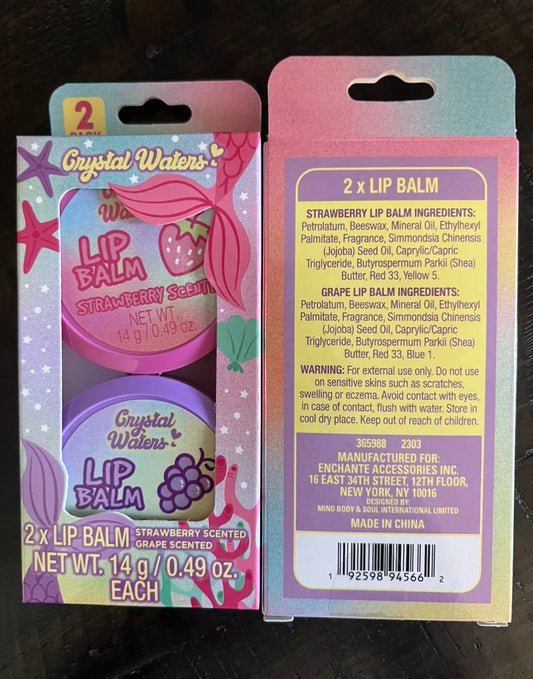 2
PACK
Crystal Waters
LIP
BALM
STRAWBERRY SCENTED
NET WT.
14 g / 0.49 oz.
Crystal
Waters
LIP
BALM
2 x LIP BALM STRAWBERRY SCENTED
GRAPE SCENTED
NET WT. 14 g / 0.49 oz.
EACH
2 x LIP BALM
STRAWBERRY LIP BALM INGREDIENTS:
Petrolatum, Beeswax, Mineral Oil, Ethylhexyl
Palmitate, Fragrance, Simmondsia Chinensis
(Jojoba) Seed Oil, Caprylic/Capric
Triglyceride, Butyrospermum Parkii (Shea)
Butter, Red 33, Yellow 5.
GRAPE LIP BALM INGREDIENTS:
Petrolatum, Beeswax, Mineral Oil, Ethylhexyl
Palmitate, Fragrance, Simmondsia Chinensis
(Jojoba) Seed Oil, Caprylic/Capric
Triglyceride, Butyrospermum Parkii (Shea)
Butter, Red 33, Blue 1.
WARNING: For external use only. Do not use
on sensitive skins such as scratches,
swelling or eczema. Avoid contact with eyes,
in case of contact, flush with water. Store in
cool dry place. Keep out of reach of children.
365988 2303
MANUFACTURED FOR:
ENCHANTE ACCESSORIES INC.
16 EAST 34TH STREET, 12TH FLOOR,
NEW YORK, NY 10016
DESIGNED BY:
MIND BODY & SOUL INTERNATIONAL LIMITED
MADE IN CHINA
1 92598 94566 2